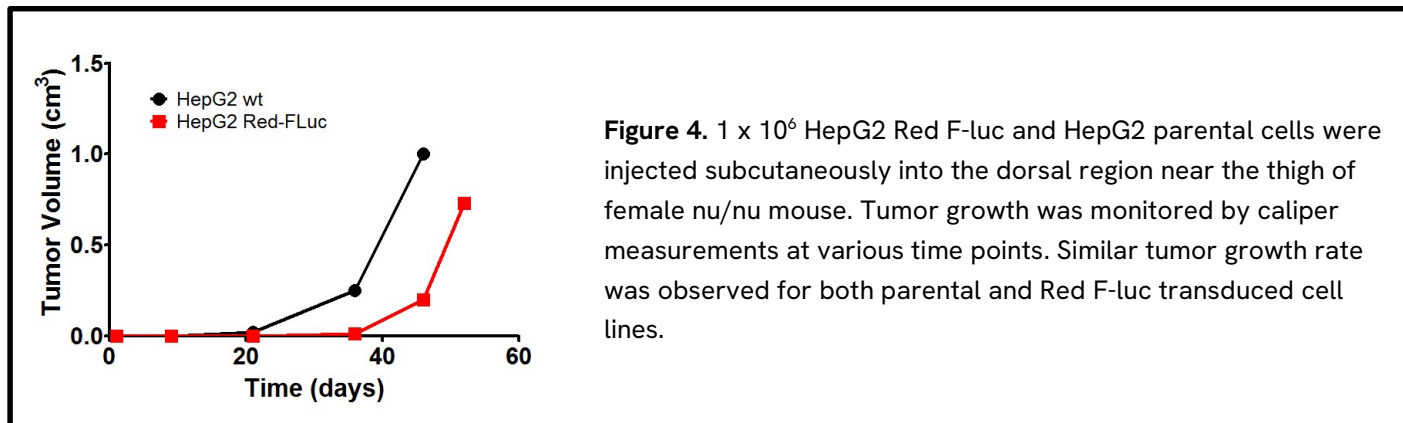 1.5
1.0
0.5
0.0
Tumor Volume (cm³)
HepG2 wt
HepG2 Red-FLuc
0 20 40 60
Time (days)
Figure 4. 1 x 10⁶ HepG2 Red F-luc and HepG2 parental cells were
injected subcutaneously into the dorsal region near the thigh of
female nu/nu mouse. Tumor growth was monitored by caliper
measurements at various time points. Similar tumor growth rate
was observed for both parental and Red F-luc transduced cell
lines.